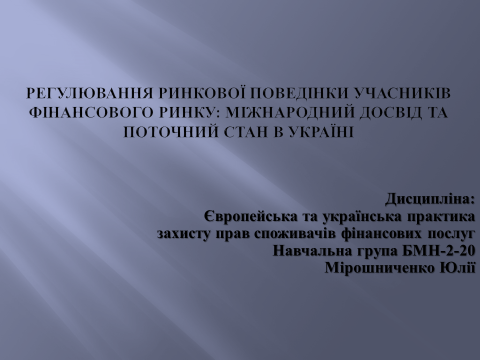 РЕГУЛЮВАННЯ РИНКОВОЇ ПОВЕДІНКИ УЧАСНИКІВ
ФІНАНСОВОГО РИНКУ: МІЖНАРОДНИЙ ДОСВІД ТА
ПОТОЧНИЙ СТАН В УКРАЇНІ
Дисципліна:
Європейська та українська практика
захисту прав споживачів фінансових послуг
Навчальна група БМН-2-20
Мірошниченко Юлії